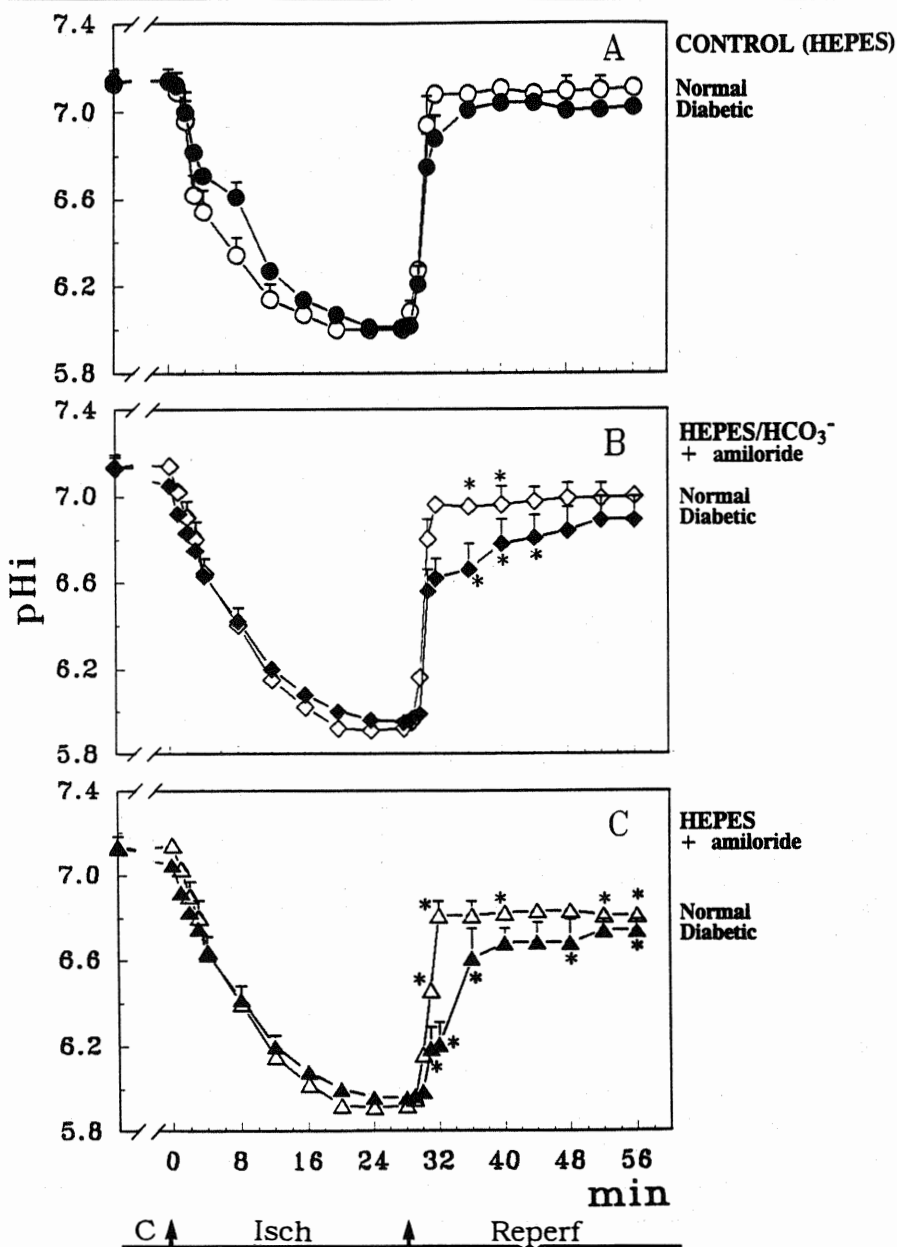 7.4
7.0
6.6
6.2
5.8
A
CONTROL (HEPES)
Normal
Diabetic
7.4
7.0
6.6
6.2
5.8
B
HEPES/HCO₃⁻
+ amiloride
Normal
Diabetic
* *
* * *
pHi
7.4
7.0
6.6
6.2
5.8
C
HEPES
+ amiloride
Normal
Diabetic
* * * *
* * * * * *
0 8 16 24 32 40 48 56
min
C Isch Reperf